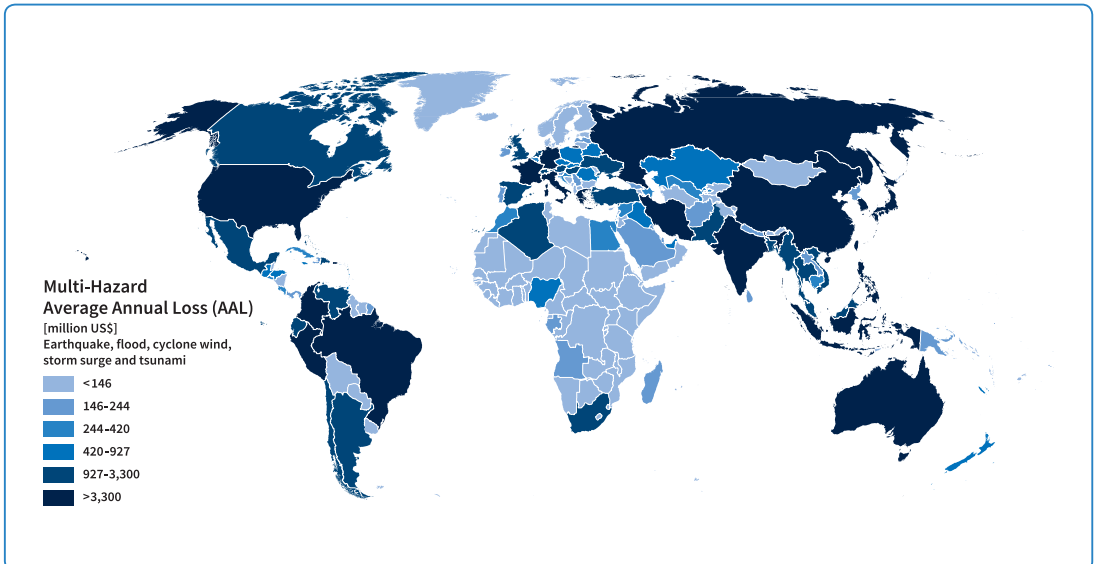 Multi-Hazard
Average Annual Loss (AAL)
[million US$]
Earthquake, flood, cyclone wind,
storm surge and tsunami
<146
146-244
244-420
420-927
927-3,300
>3,300